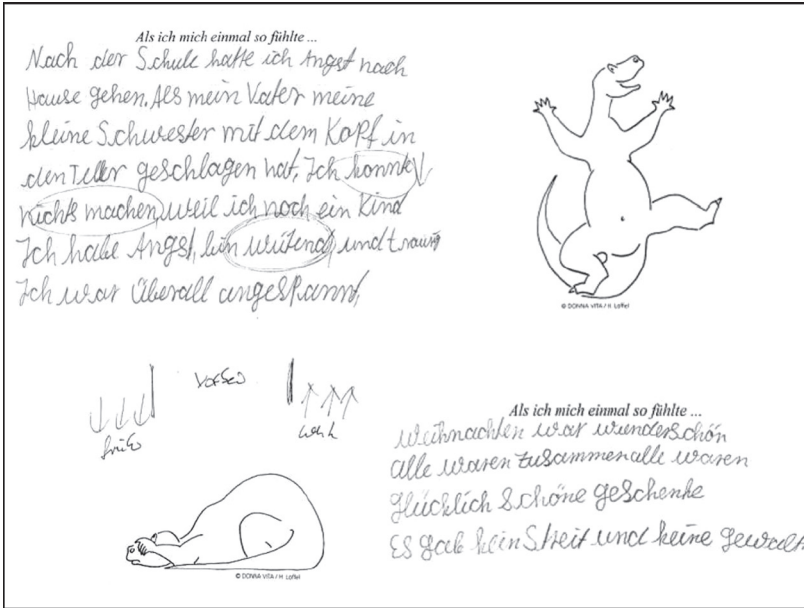 Als ich mich einmal so fühlte ...
Nach der Schule hatte ich Angst nach
Hause gehen. Als mein Vater meine
kleine Schwester mit dem Kopf in
den Teller geschlagen hat, Ich konnte
nichts machen, weil ich noch ein Kind
Ich habe Angst, bin wütend, und traurig
Ich war überall angespannt,
© DONNA VITA / H. Löffel
früh
© DONNA VITA / H. Löffel
Als ich mich einmal so fühlte ...
Weihnachten war wunderschön
alle waren zusammen alle waren
glücklich schöne geschenke
Es gab kein Streit und keine gewalt